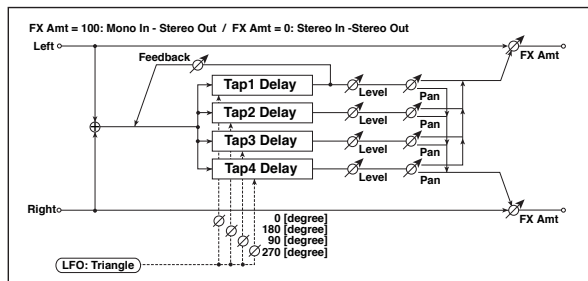 FX Amt = 100: Mono In - Stereo Out / FX Amt = 0: Stereo In -Stereo Out
Left
FX Amt
Feedback
Tap1 Delay
Level
Pan
Tap2 Delay
Level
Pan
Tap3 Delay
Level
Pan
Tap4 Delay
Level
Pan
Right
FX Amt
0 [degree]
180 [degree]
90 [degree]
270 [degree]
LFO: Triangle